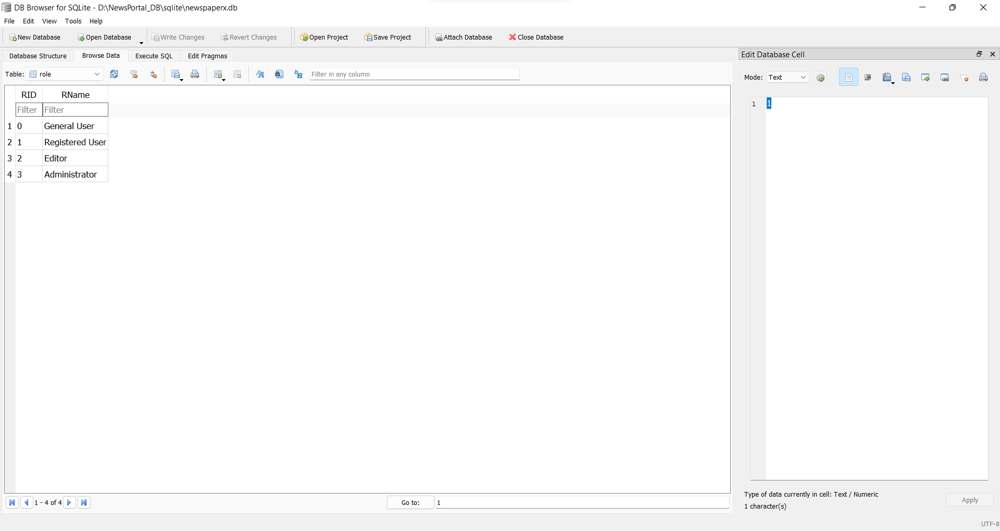 DB Browser for SQLite - D:\NewsPortal_DB\sqlite\newspaperx.db
File Edit View Tools Help
New Database Open Database Write Changes Revert Changes Open Project Save Project Attach Database Close Database
Database Structure Browse Data Execute SQL Edit Pragmas
Edit Database Cell
Table: role Filter in any column
Mode: Text
RID RName
Filter Filter
1 0 General User
2 1 Registered User
3 2 Editor
4 3 Administrator
1 1
1 - 4 of 4 Go to: 1
Type of data currently in cell: Text / Numeric
1 character(s)
Apply
UTF-8